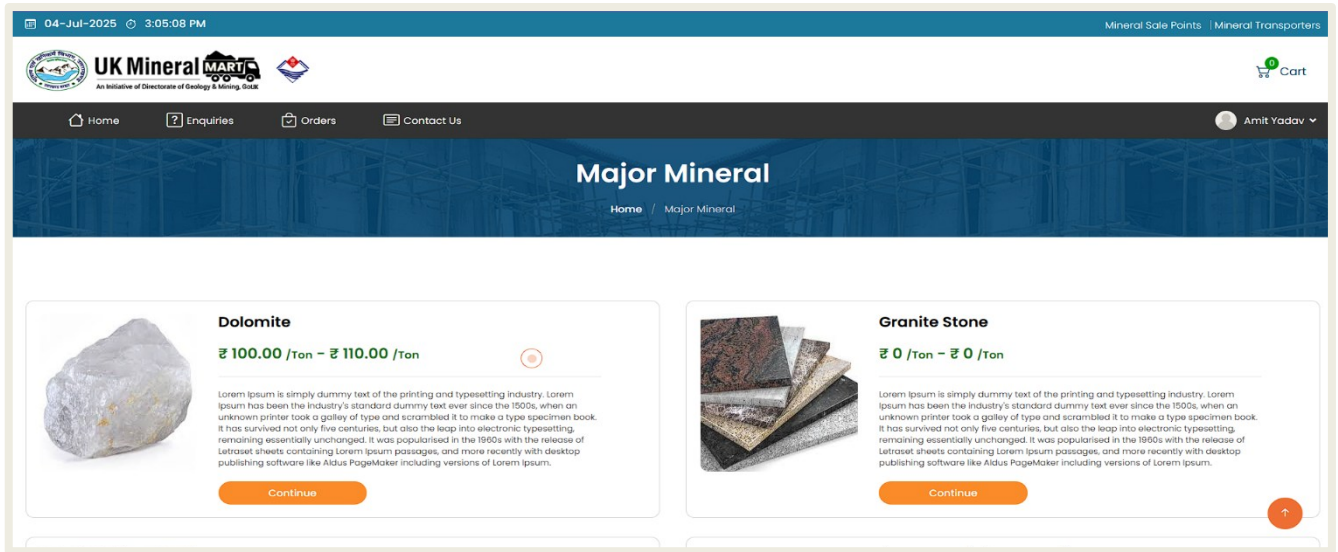 04-Jul-2025 3:05:08 PM
Mineral Sale Points | Mineral Transporters
UK Mineral MART
An Initiative of Directorate of Geology & Mining, GoUK
0
Cart
Home
Enquiries
Orders
Contact Us
Amit Yadav
Major Mineral
Home / Major Mineral
Dolomite
₹ 100.00 /Ton - ₹ 110.00 /Ton
Lorem Ipsum is simply dummy text of the printing and typesetting industry. Lorem
Ipsum has been the industry's standard dummy text ever since the 1500s, when an
unknown printer took a galley of type and scrambled it to make a type specimen book.
It has survived not only five centuries, but also the leap into electronic typesetting,
remaining essentially unchanged. It was popularised in the 1960s with the release of
Letraset sheets containing Lorem Ipsum passages, and more recently with desktop
publishing software like Aldus PageMaker including versions of Lorem Ipsum.
Continue
Granite Stone
₹ 0 /Ton - ₹ 0 /Ton
Lorem Ipsum is simply dummy text of the printing and typesetting industry. Lorem
Ipsum has been the industry's standard dummy text ever since the 1500s, when an
unknown printer took a galley of type and scrambled it to make a type specimen book.
It has survived not only five centuries, but also the leap into electronic typesetting,
remaining essentially unchanged. It was popularised in the 1960s with the release of
Letraset sheets containing Lorem Ipsum passages, and more recently with desktop
publishing software like Aldus PageMaker including versions of Lorem Ipsum.
Continue